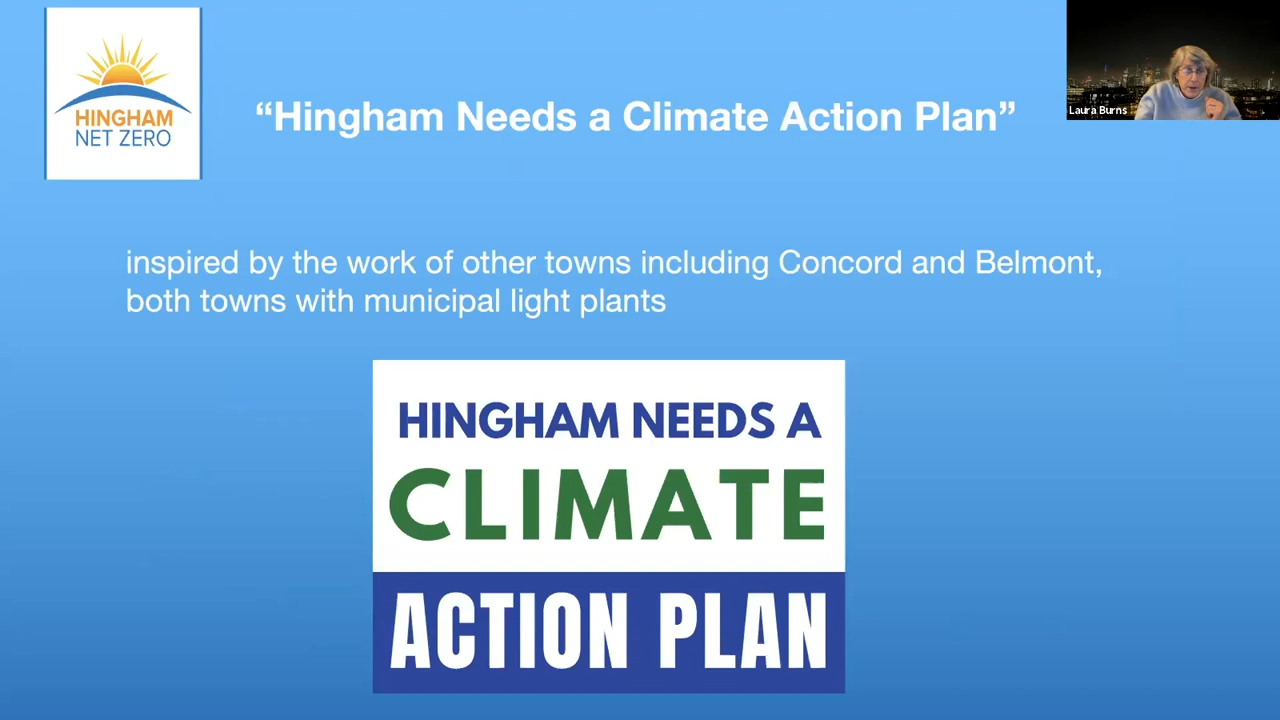 HINGHAM
NET ZERO
“Hingham Needs a Climate Action Plan”
Laura Burns
inspired by the work of other towns including Concord and Belmont,
both towns with municipal light plants
HINGHAM NEEDS A
CLIMATE
ACTION PLAN